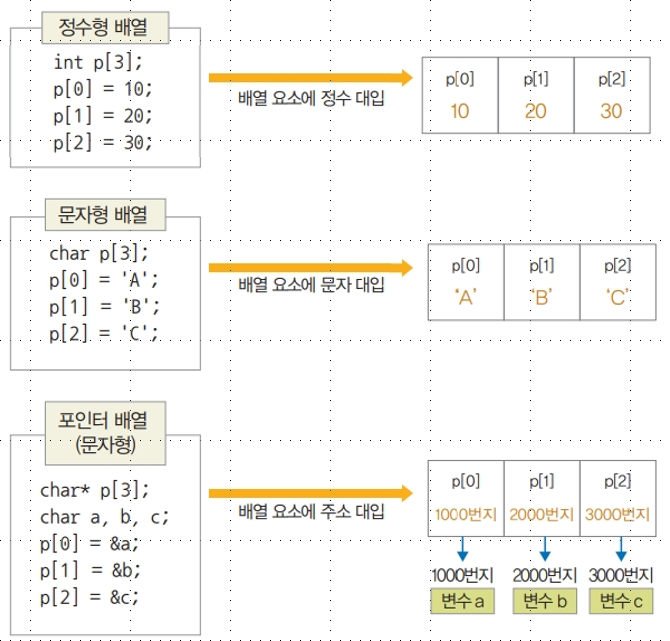 정수형 배열
int p[3];
p[0] = 10;
p[1] = 20;
p[2] = 30;
배열 요소에 정수 대입
p[0] p[1] p[2]
10 20 30
문자형 배열
char p[3];
p[0] = 'A';
p[1] = 'B';
p[2] = 'C';
배열 요소에 문자 대입
p[0] p[1] p[2]
‘A’ ‘B’ ‘C’
포인터 배열
(문자형)
char* p[3];
char a, b, c;
p[0] = &a;
p[1] = &b;
p[2] = &c;
배열 요소에 주소 대입
p[0] p[1] p[2]
1000번지 2000번지 3000번지
1000번지 2000번지 3000번지
변수 a 변수 b 변수 c